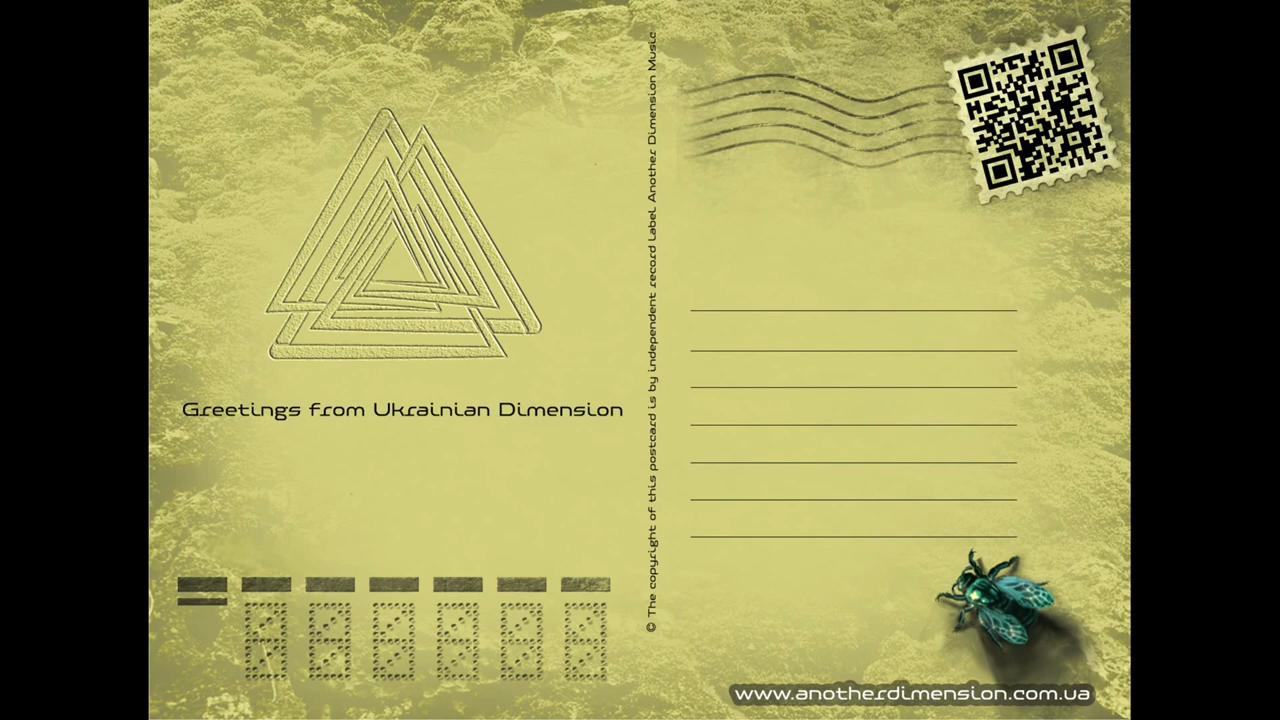 Greetings from Ukrainian Dimension
© The copyright of this postcard is by independent record label Another Dimension Music
www.anotherdimension.com.ua